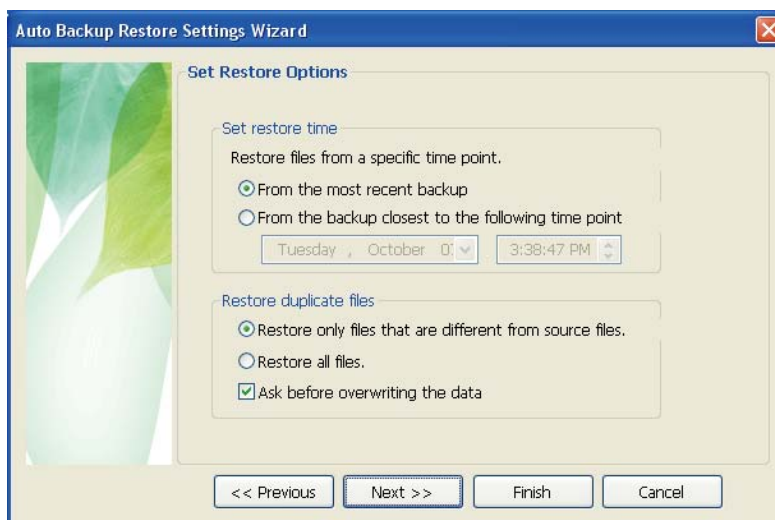 Auto Backup Restore Settings Wizard
Set Restore Options
Set restore time
Restore files from a specific time point.
From the most recent backup
From the backup closest to the following time point
Tuesday , October 3:38:47 PM
Restore duplicate files
Restore only files that are different from source files.
Restore all files.
Ask before overwriting the data
<< Previous Next >> Finish Cancel